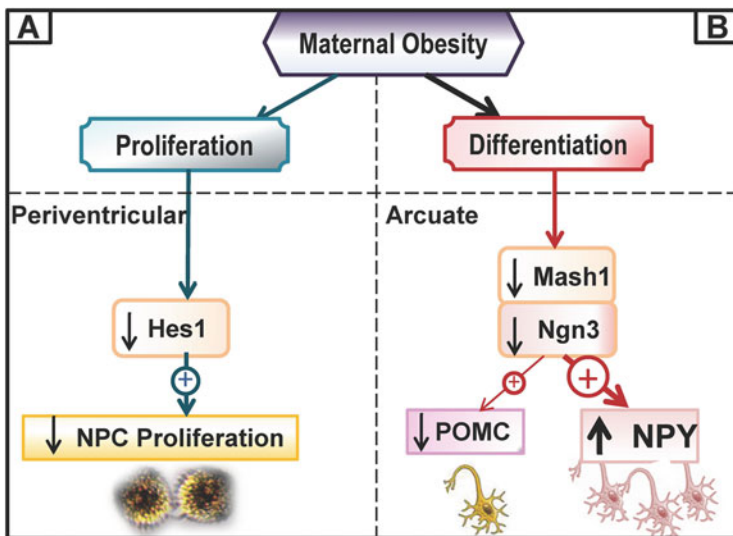 A
B
Maternal Obesity
Proliferation
Differentiation
Periventricular
Arcuate
↓ Mash1
↓ Hes1
↓ Ngn3
+
+
+
↓ NPC Proliferation
↓ POMC
↑ NPY